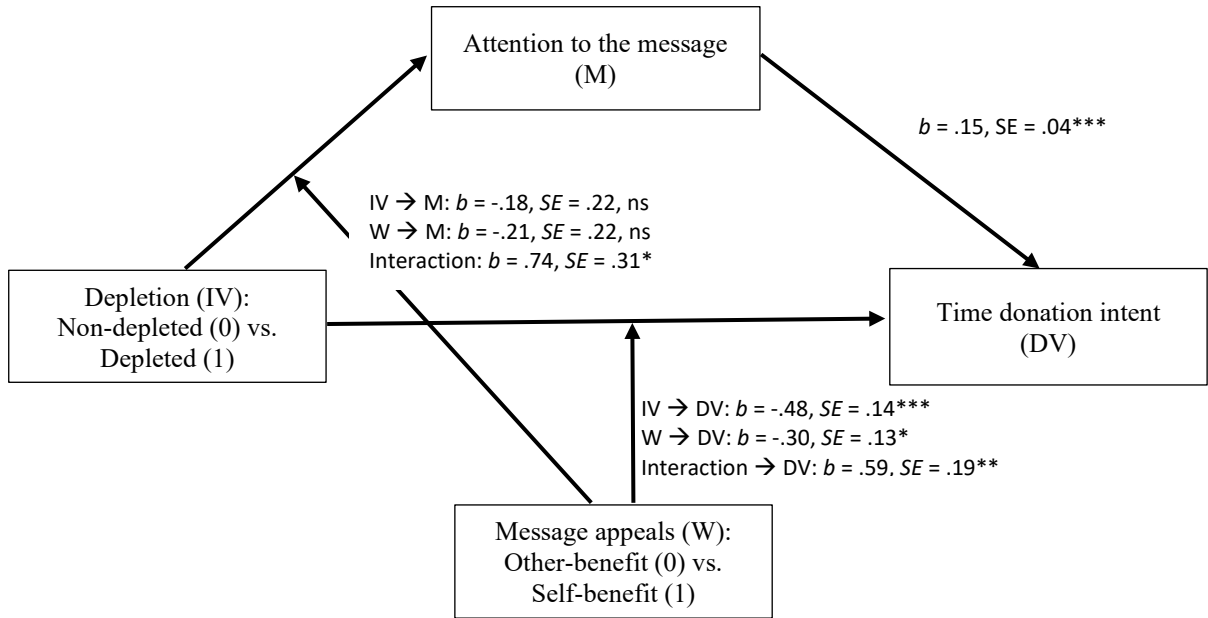 Attention to the message
(M)
b = .15, SE = .04***
IV → M: b = -.18, SE = .22, ns
W → M: b = -.21, SE = .22, ns
Interaction: b = .74, SE = .31*
Depletion (IV):
Non-depleted (0) vs.
Depleted (1)
Time donation intent
(DV)
IV → DV: b = -.48, SE = .14***
W → DV: b = -.30, SE = .13*
Interaction → DV: b = .59, SE = .19**
Message appeals (W):
Other-benefit (0) vs.
Self-benefit (1)